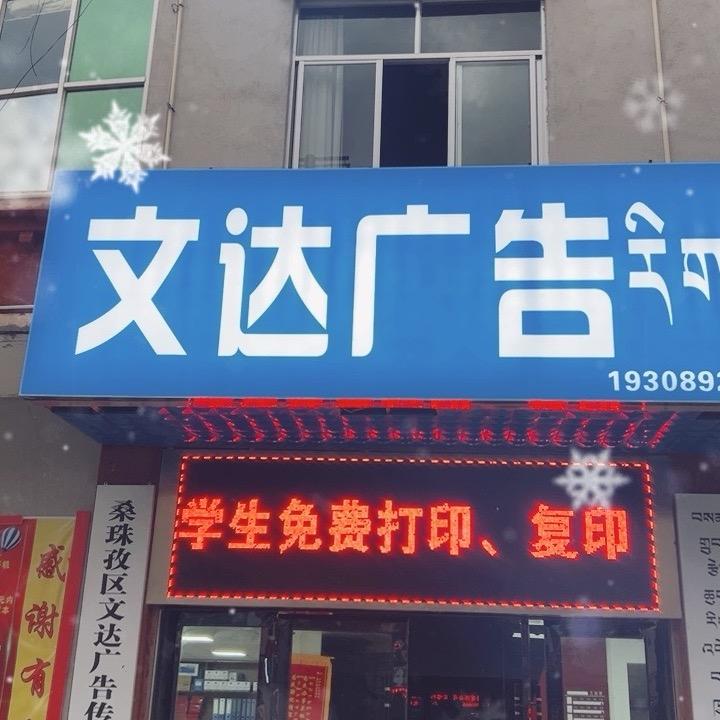 文达广告 རི་གུ
193089
学生免费打印、复印
桑珠孜区文达广告传
感谢有